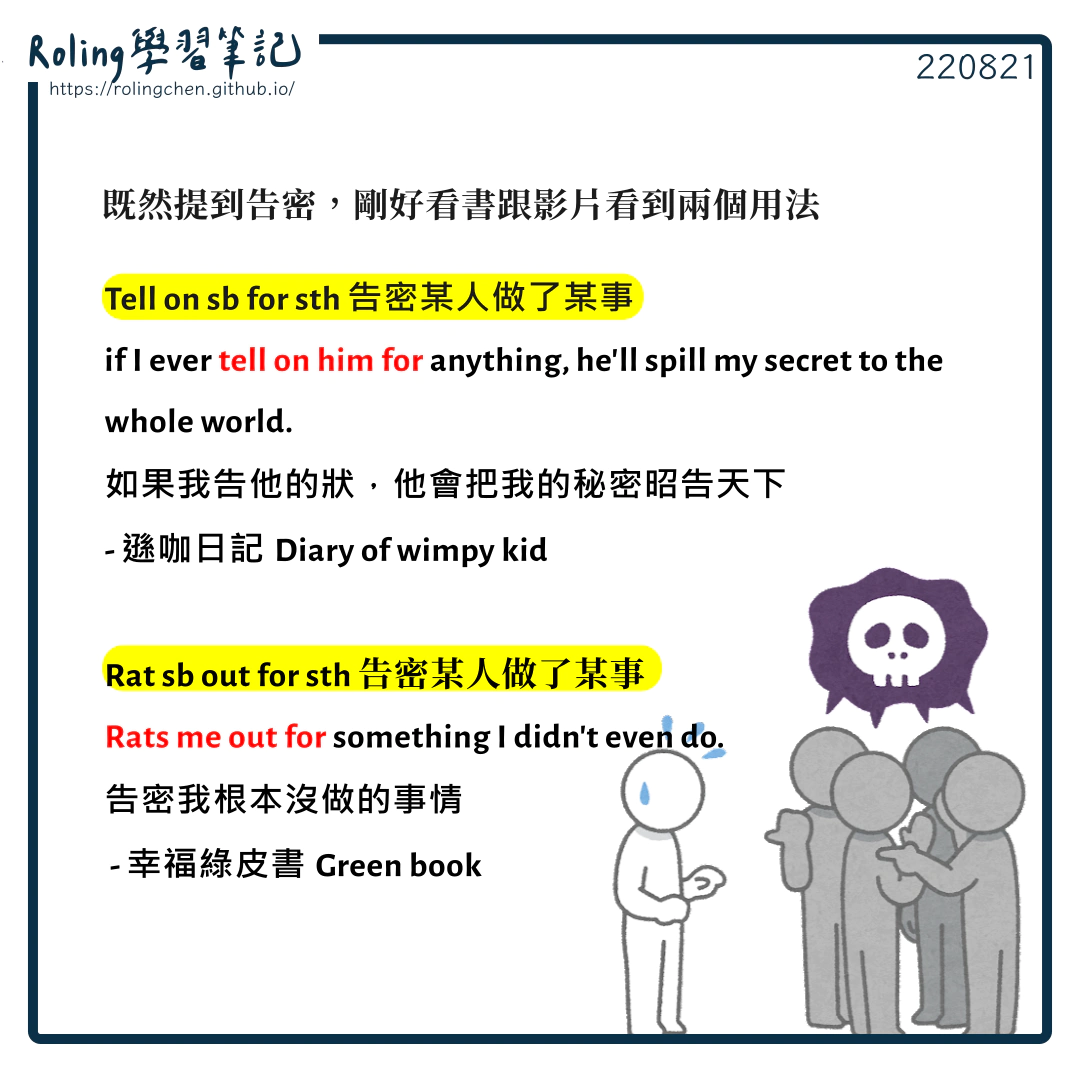 Roling學習筆記
https://rolingchen.github.io/
220821
既然提到告密，剛好看書跟影片看到兩個用法
Tell on sb for sth 告密某人做了某事
if I ever tell on him for anything, he'll spill my secret to the
whole world.
如果我告他的狀，他會把我的秘密昭告天下
- 遜咖日記 Diary of wimpy kid
Rat sb out for sth 告密某人做了某事
Rats me out for something I didn't even do.
告密我根本沒做的事情
- 幸福綠皮書 Green book